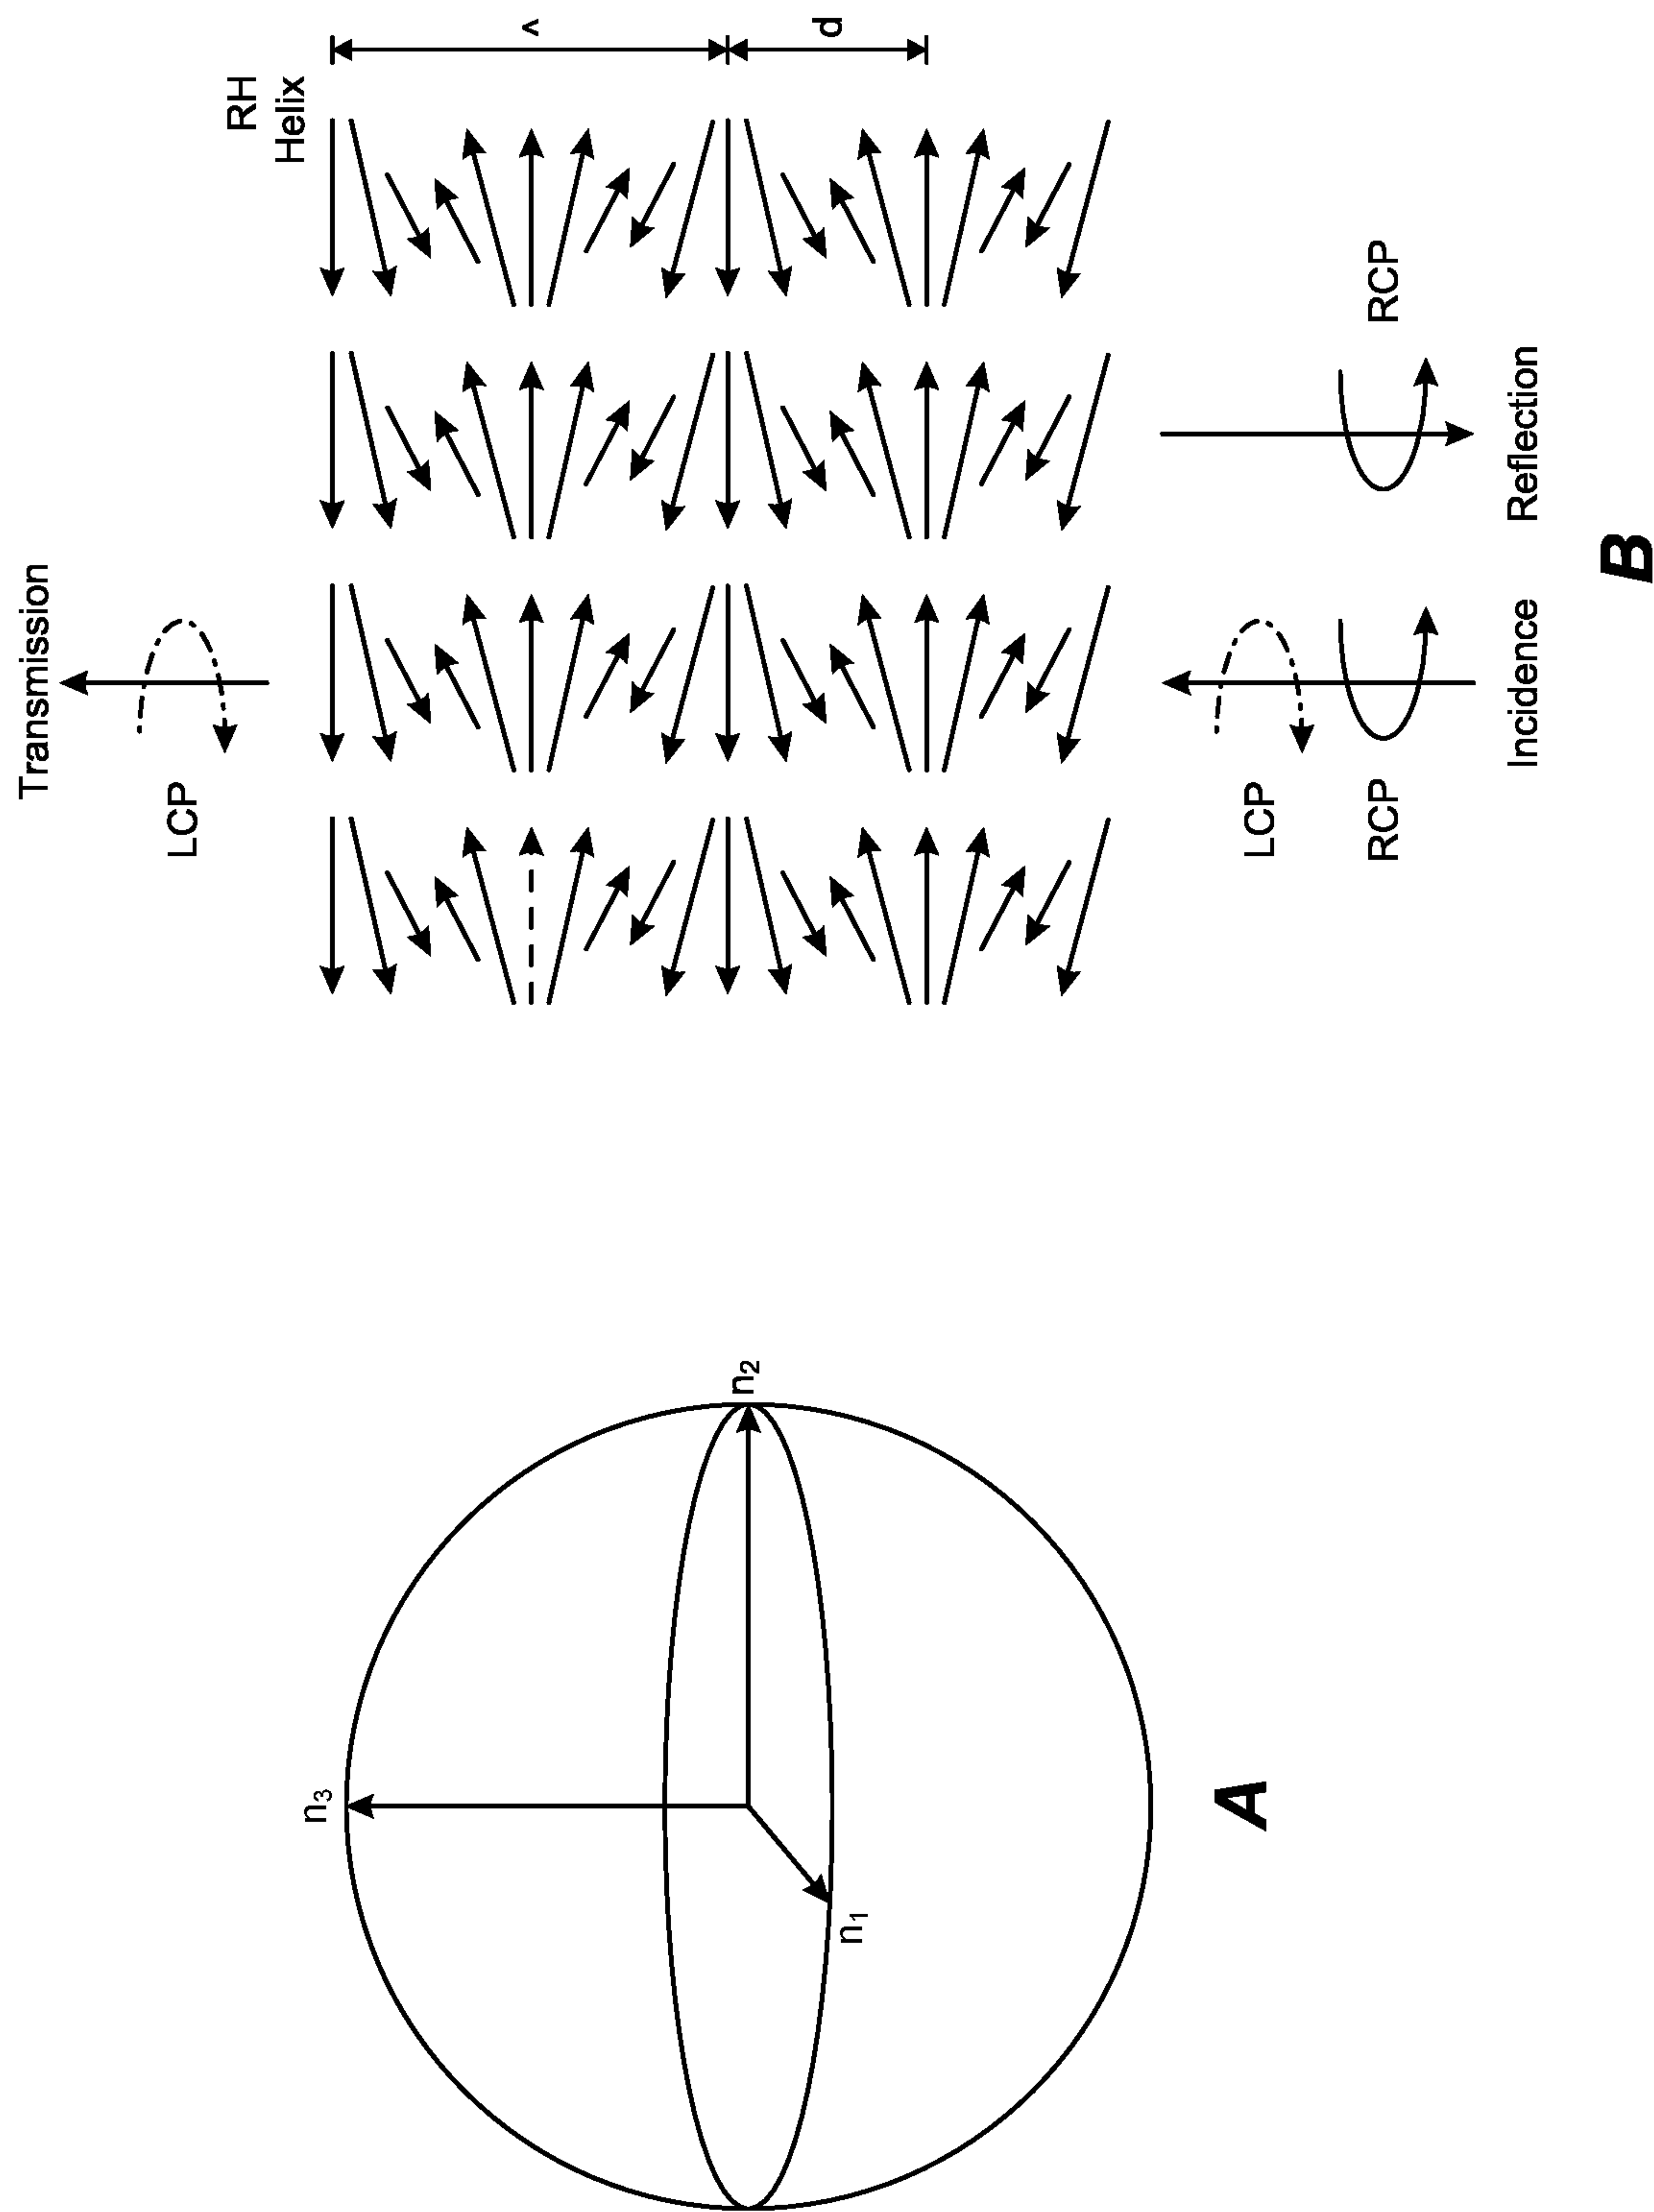 n3
n2
n1
A
Transmission
LCP
RH
Helix
Λ
d
LCP
RCP
RCP
Incidence
Reflection
B